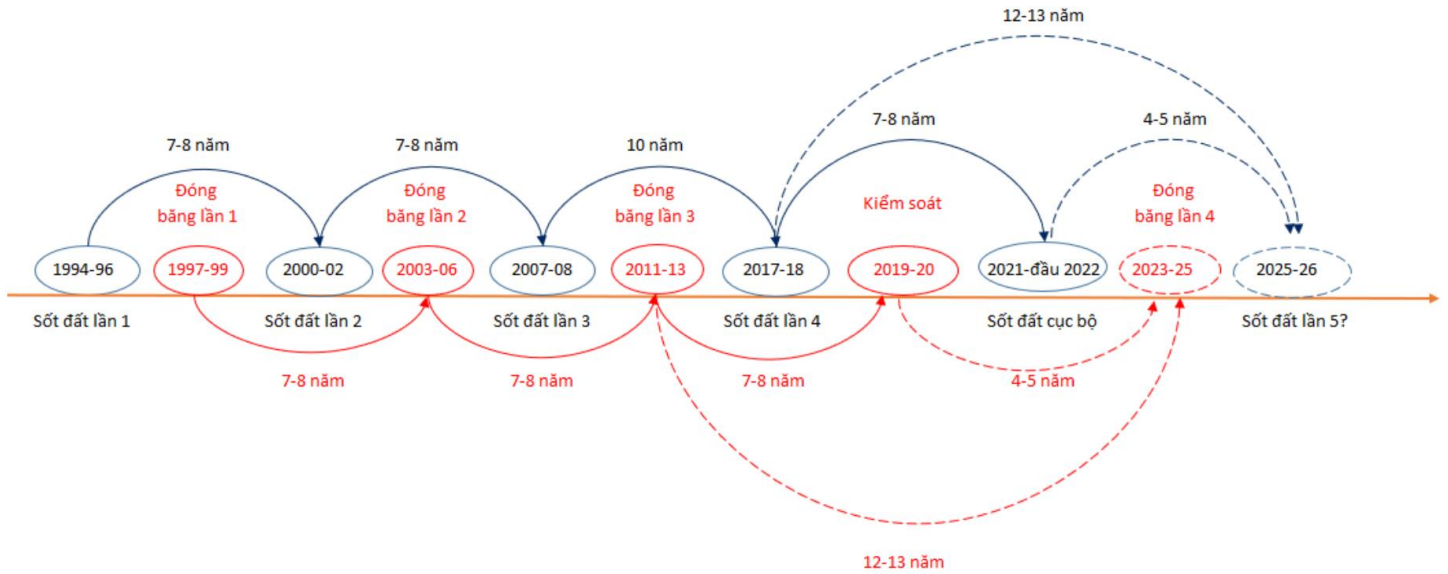 12-13 năm
7-8 năm
7-8 năm
10 năm
7-8 năm
4-5 năm
Đóng
băng lần 1
Đóng
băng lần 2
Đóng
băng lần 3
Kiểm soát
Đóng
băng lần 4
1994-96
1997-99
2000-02
2003-06
2007-08
2011-13
2017-18
2019-20
2021-đầu 2022
2023-25
2025-26
Sốt đất lần 1
Sốt đất lần 2
Sốt đất lần 3
Sốt đất lần 4
Sốt đất cục bộ
Sốt đất lần 5?
7-8 năm
7-8 năm
7-8 năm
4-5 năm
12-13 năm